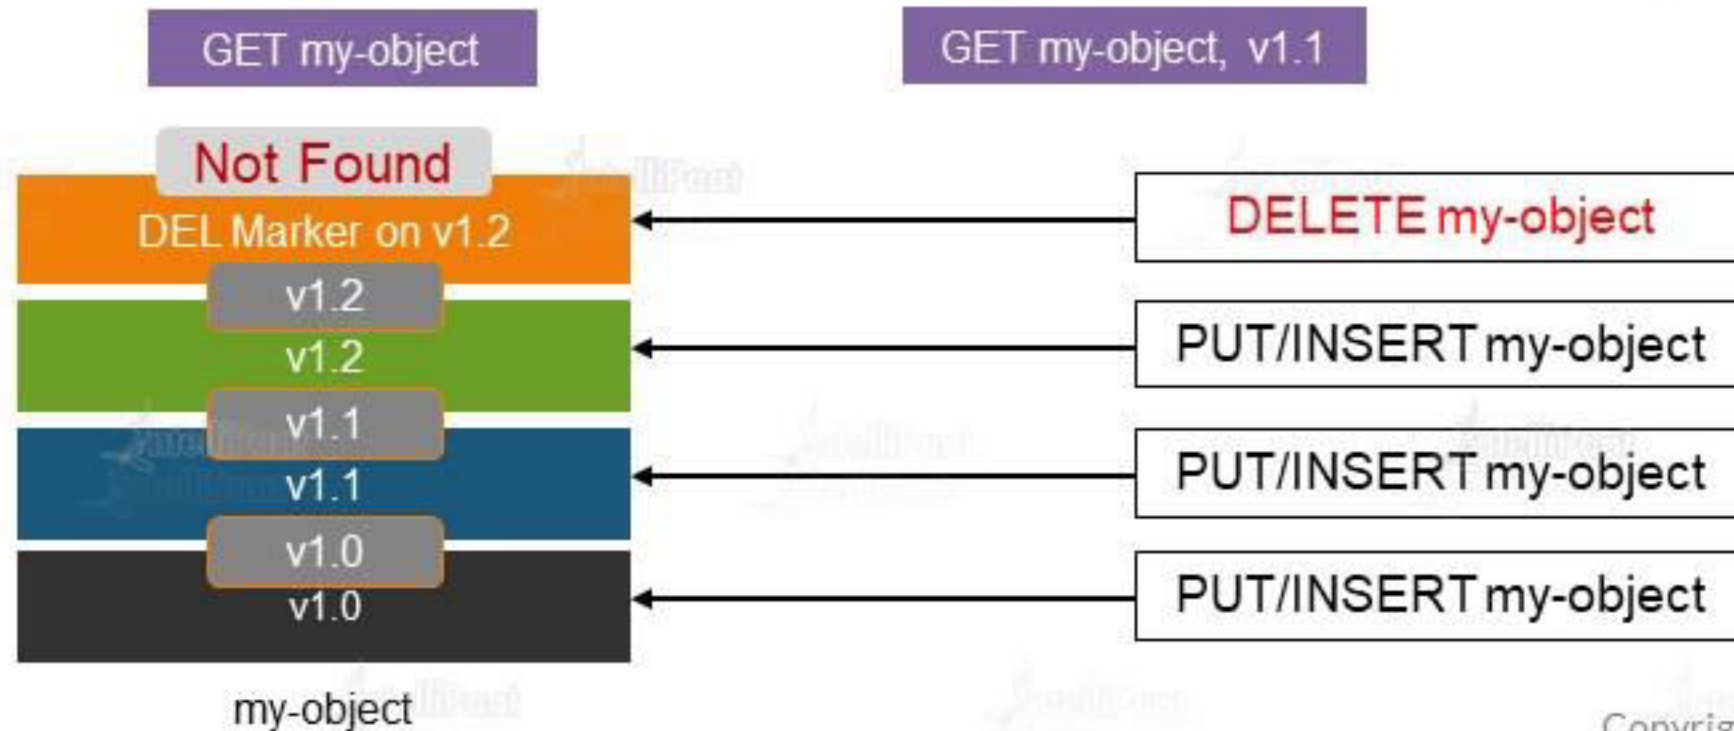 GET my-object
GET my-object, v1.1
Not Found
DEL Marker on v1.2
DELETE my-object
v1.2
v1.2
PUT/INSERT my-object
v1.1
v1.1
PUT/INSERT my-object
v1.0
v1.0
PUT/INSERT my-object
my-object